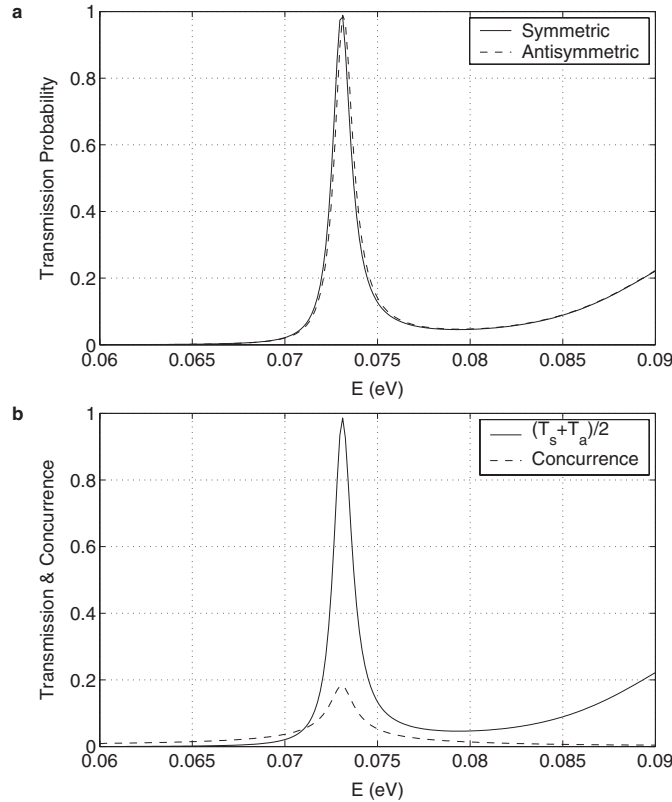 a
1
0.8
0.6
0.4
0.2
0
Transmission Probability
Symmetric
Antisymmetric
0.06 0.065 0.07 0.075 0.08 0.085 0.09
E (eV)
b
1
0.8
0.6
0.4
0.2
0
Transmission & Concurrence
(T_s+T_a)/2
Concurrence
0.06 0.065 0.07 0.075 0.08 0.085 0.09
E (eV)